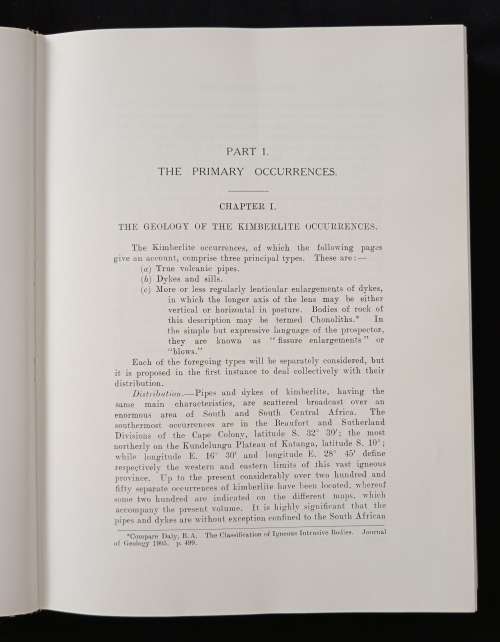 PART I.
THE PRIMARY OCCURRENCES.
CHAPTER I.
THE GEOLOGY OF THE KIMBERLITE OCCURRENCES.
The Kimberlite occurrences, of which the following pages
give an account, comprise three principal types. These are:—
(a) True volcanic pipes.
(b) Dykes and sills.
(c) More or less regularly lenticular enlargements of dykes,
in which the longer axis of the lens may be either
vertical or horizontal in posture. Bodies of rock of
this description may be termed Chonoliths.* In
the simple but expressive language of the prospector,
they are known as "fissure enlargements" or
"blows."
Each of the foregoing types will be separately considered, but
it is proposed in the first instance to deal collectively with their
distribution.
Distribution.—Pipes and dykes of kimberlite, having the
same main characteristics, are scattered broadcast over an
enormous area of South and South Central Africa. The
southermost occurrences are in the Beaufort and Sutherland
Divisions of the Cape Colony, latitude S. 32° 30'; the most
northerly on the Kundelungu Plateau of Katanga, latitude S. 10°;
while longitude E. 16° 30' and longitude E. 28° 45' define
respectively the western and eastern limits of this vast igneous
province. Up to the present considerably over two hundred and
fifty separate occurrences of kimberlite have been located, whereof
some two hundred are indicated on the different maps, which
accompany the present volume. It is highly significant that the
pipes and dykes are without exception confined to the South African
*Compare Daly, R.A. The Classification of Igneous Intrusive Bodies. Journal
of Geology 1905. p. 499.